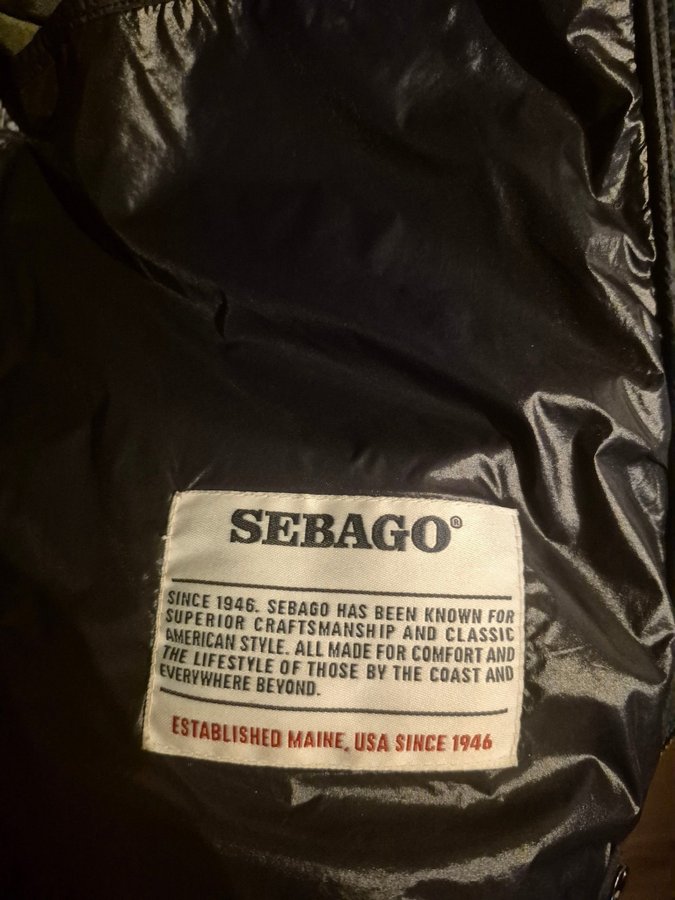 SEBAGO®
SINCE 1946. SEBAGO HAS BEEN KNOWN FOR
SUPERIOR CRAFTSMANSHIP AND CLASSIC
AMERICAN STYLE. ALL MADE FOR COMFORT AND
THE LIFESTYLE OF THOSE BY THE COAST AND
EVERYWHERE BEYOND.
ESTABLISHED MAINE, USA SINCE 1946